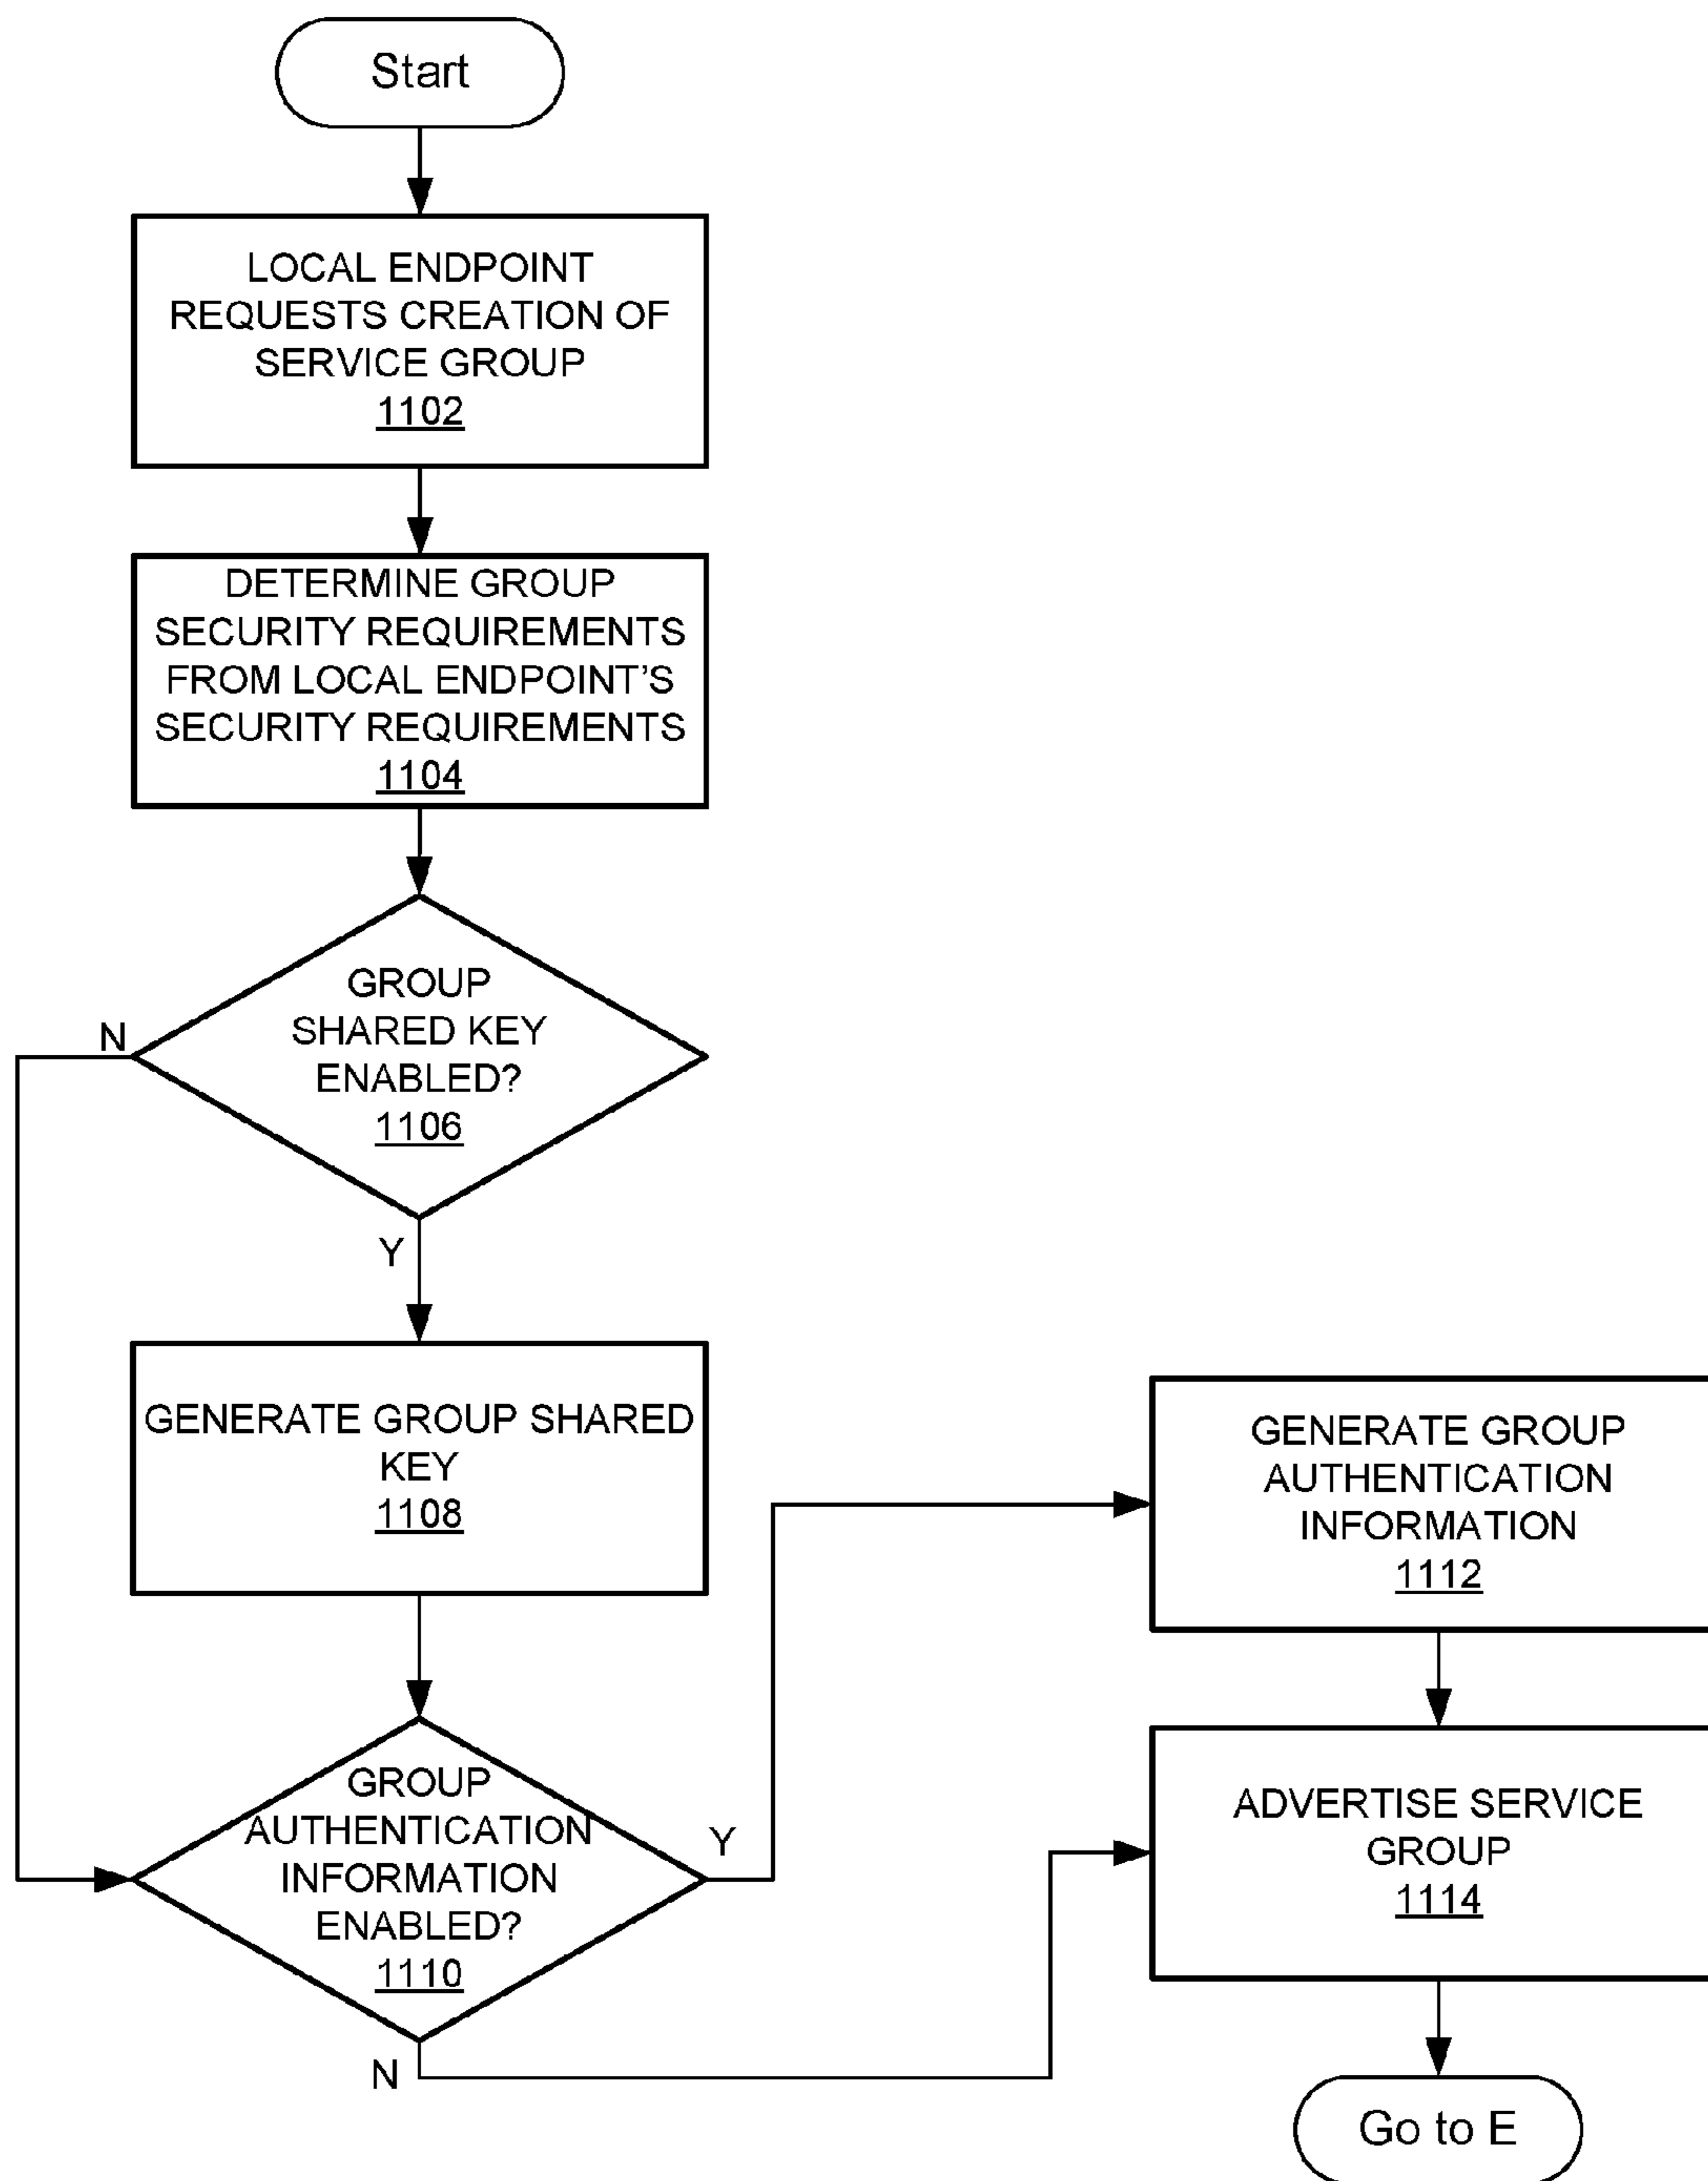 Start
LOCAL ENDPOINT
REQUESTS CREATION OF
SERVICE GROUP
1102
DETERMINE GROUP
SECURITY REQUIREMENTS
FROM LOCAL ENDPOINT'S
SECURITY REQUIREMENTS
1104
GROUP
SHARED KEY
ENABLED?
1106
N
Y
GENERATE GROUP SHARED
KEY
1108
GROUP
AUTHENTICATION
INFORMATION
ENABLED?
1110
Y
N
GENERATE GROUP
AUTHENTICATION
INFORMATION
1112
ADVERTISE SERVICE
GROUP
1114
Go to E